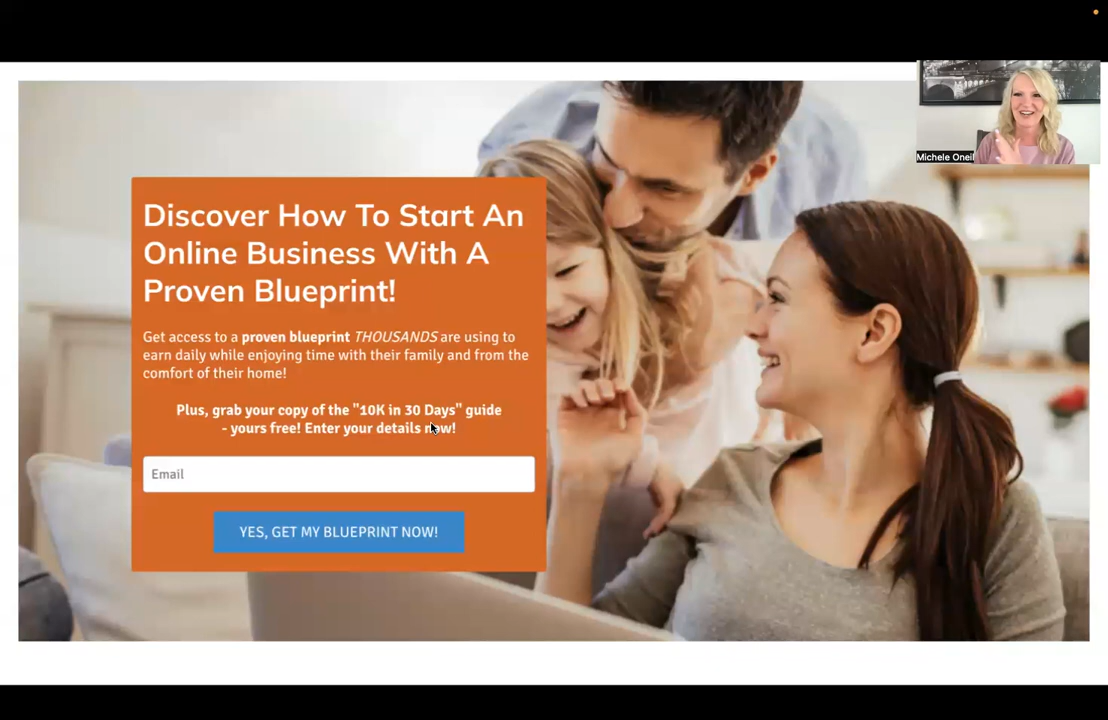 Michele Oneil
Discover How To Start An
Online Business With A
Proven Blueprint!
Get access to a proven blueprint THOUSANDS are using to
earn daily while enjoying time with their family and from the
comfort of their home!
Plus, grab your copy of the "10K in 30 Days" guide
- yours free! Enter your details now!
Email
YES, GET MY BLUEPRINT NOW!